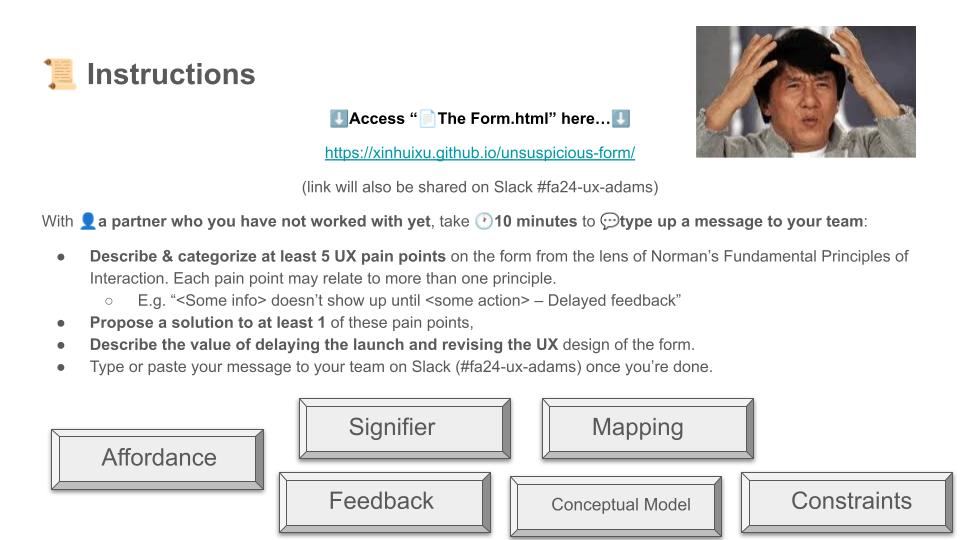 📜 Instructions
⬇️Access “📄The Form.html” here…⬇️
https://xinhuixu.github.io/unsuspicious-form/
(link will also be shared on Slack #fa24-ux-adams)
With 👤a partner who you have not worked with yet, take 🕐10 minutes to 💬type up a message to your team:
● Describe & categorize at least 5 UX pain points on the form from the lens of Norman’s Fundamental Principles of
Interaction. Each pain point may relate to more than one principle.
○ E.g. “<Some info> doesn’t show up until <some action> – Delayed feedback”
● Propose a solution to at least 1 of these pain points,
● Describe the value of delaying the launch and revising the UX design of the form.
● Type or paste your message to your team on Slack (#fa24-ux-adams) once you’re done.
Signifier
Mapping
Affordance
Feedback
Conceptual Model
Constraints